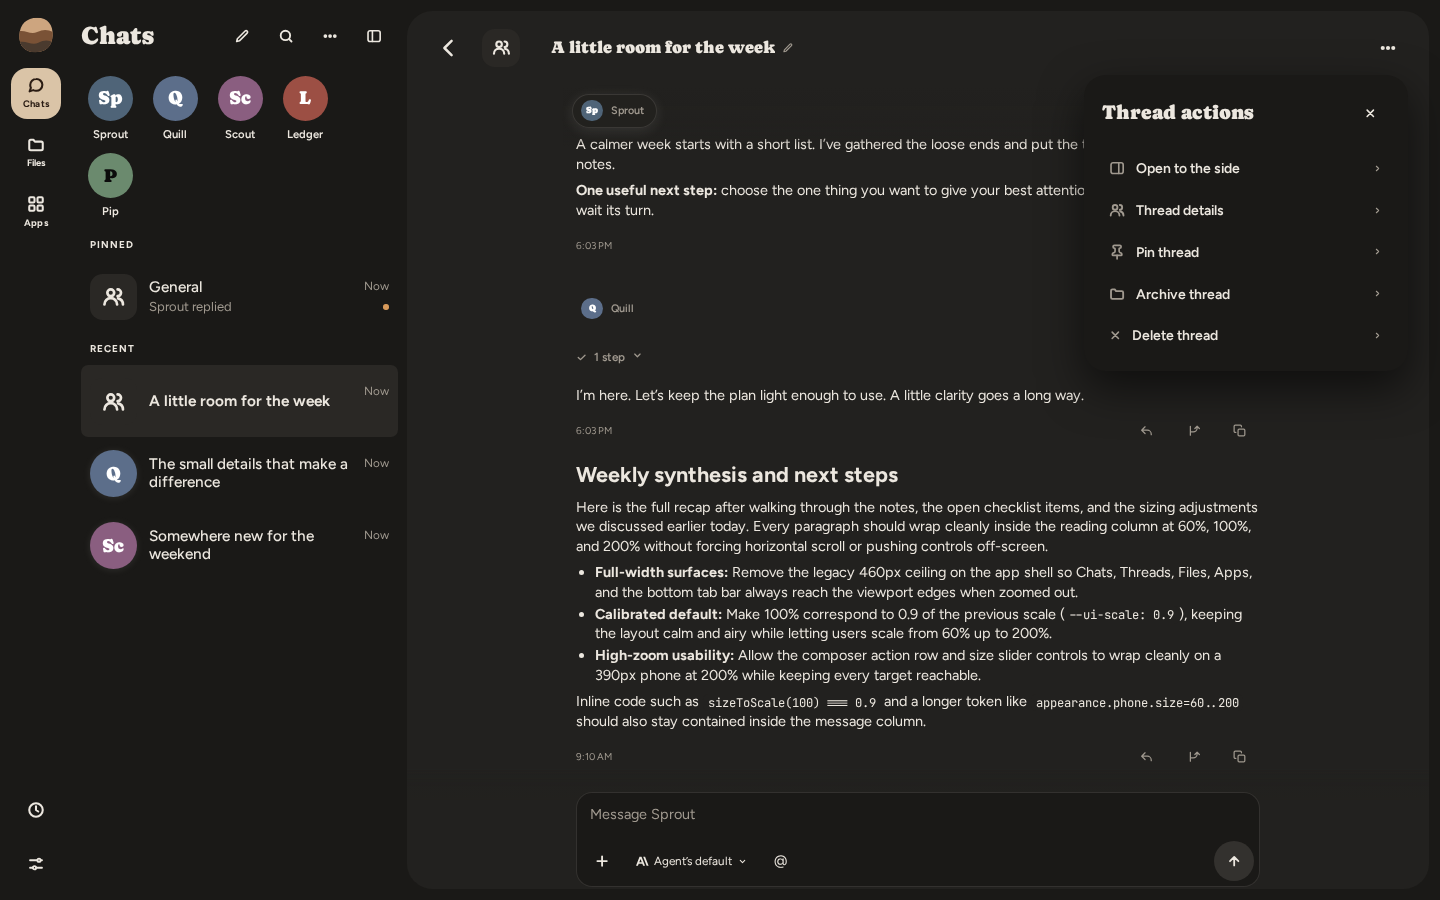 Chats
Chats
Files
Apps
Sp
Sprout
Q
Quill
Sc
Scout
L
Ledger
P
Pip
PINNED
General
Now
Sprout replied
RECENT
A little room for the week
Now
Q
The small details that make a
difference
Now
Sc
Somewhere new for the
weekend
Now
A little room for the week
Sp
Sprout
A calmer week starts with a short list. I’ve gathered the loose ends and put the
notes.
One useful next step: choose the one thing you want to give your best
wait its turn.
6:03 PM
Q
Quill
1 step
I’m here. Let’s keep the plan light enough to use. A little clarity goes a long way.
6:03 PM
Weekly synthesis and next steps
Here is the full recap after walking through the notes, the open checklist items, and the sizing adjustments
we discussed earlier today. Every paragraph should wrap cleanly inside the reading column at 60%, 100%,
and 200% without forcing horizontal scroll or pushing controls off-screen.
• Full-width surfaces: Remove the legacy 460px ceiling on the app shell so Chats, Threads, Files, Apps,
and the bottom tab bar always reach the viewport edges when zoomed out.
• Calibrated default: Make 100% correspond to 0.9 of the previous scale ( --ui-scale: 0.9 ), keeping
the layout calm and airy while letting users scale from 60% up to 200%.
• High-zoom usability: Allow the composer action row and size slider controls to wrap cleanly on a
390px phone at 200% while keeping every target reachable.
Inline code such as sizeToScale(100) === 0.9 and a longer token like appearance.phone.size=60..200
should also stay contained inside the message column.
9:10 AM
Message Sprout
Agent’s default
@
Thread actions
Open to the side
Thread details
Pin thread
Archive thread
Delete thread